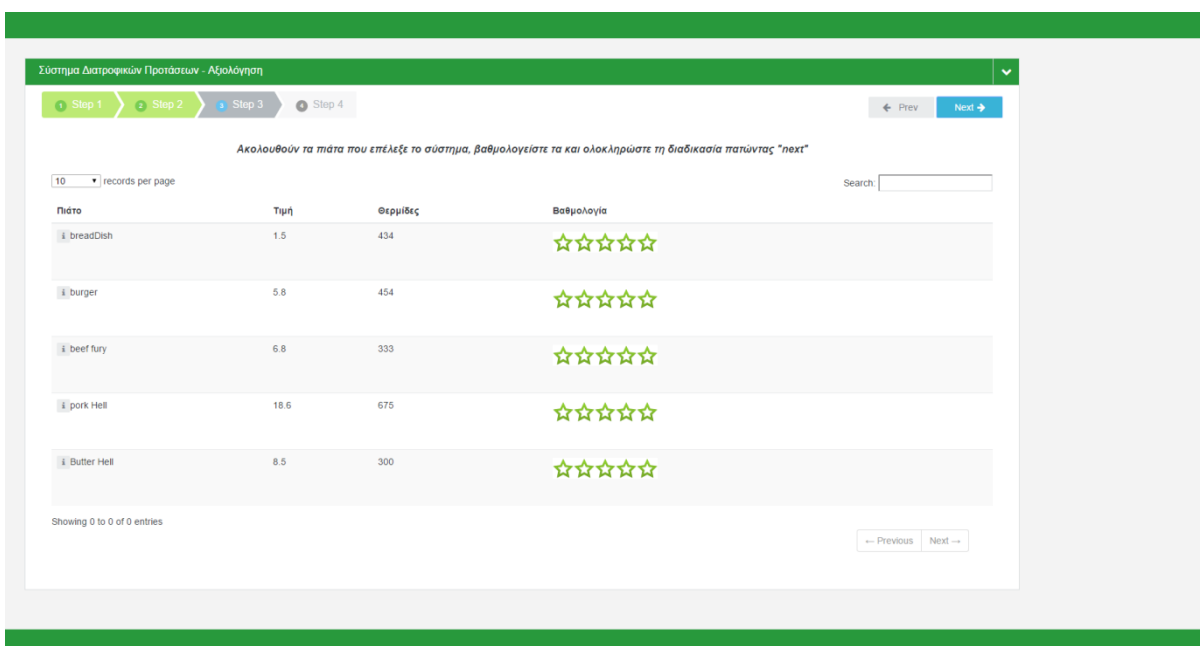 Σύστημα Διατροφικών Προτάσεων - Αξιολόγηση
1 Step 1 2 Step 2 3 Step 3 4 Step 4
← Prev Next →
Ακολουθούν τα πιάτα που επέλεξε το σύστημα, βαθμολογείστε τα και ολοκληρώστε τη διαδικασία πατώντας "next"
10 records per page Search:
Πιάτο Τιμή Θερμίδες Βαθμολογία
i breadDish 1.5 434
i burger 5.8 454
i beef fury 6.8 333
i pork Hell 18.6 675
i Butter Hell 8.5 300
Showing 0 to 0 of 0 entries
← Previous Next →